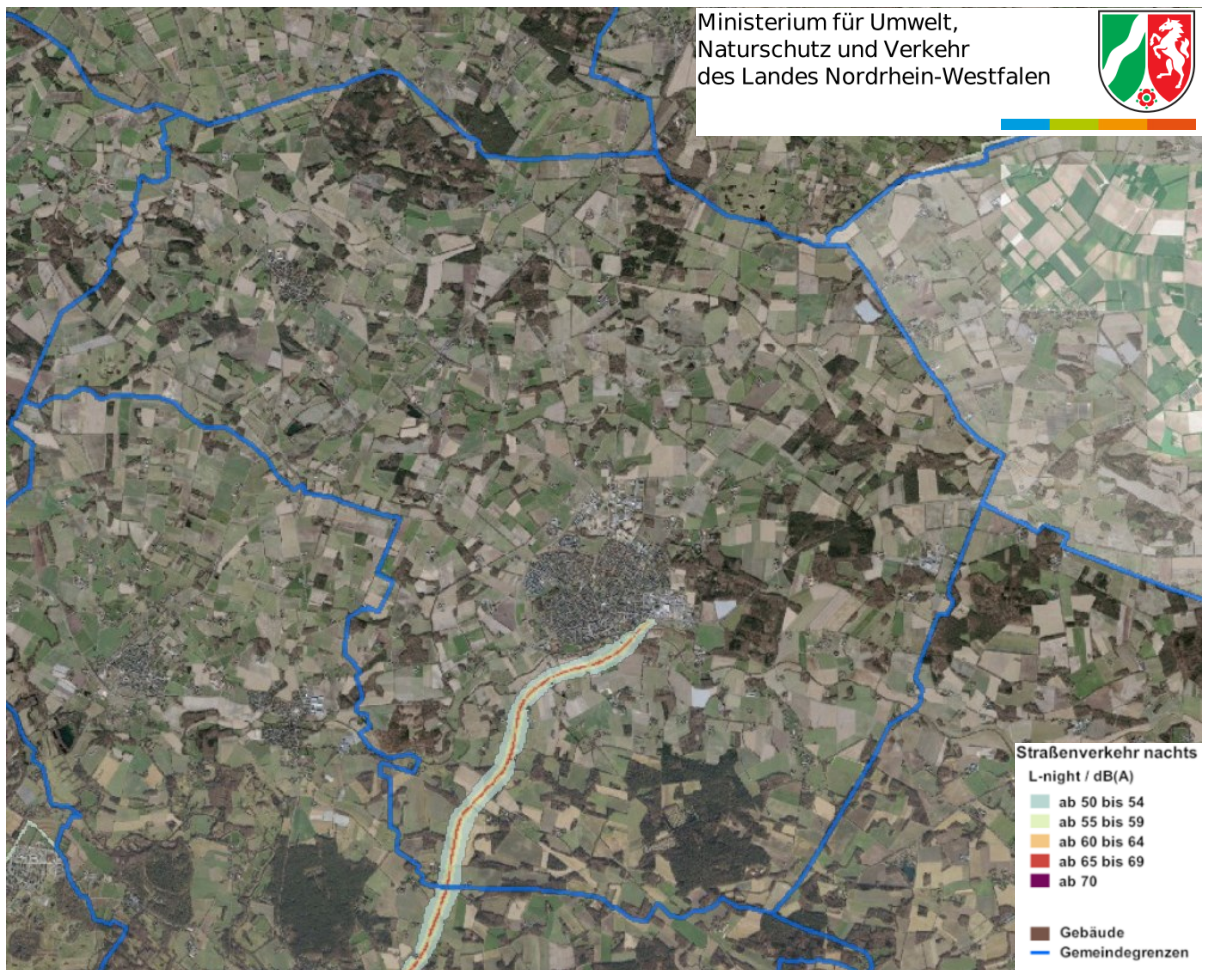 Ministerium für Umwelt,
Naturschutz und Verkehr
des Landes Nordrhein-Westfalen
Straßenverkehr nachts
L-night / dB(A)
ab 50 bis 54
ab 55 bis 59
ab 60 bis 64
ab 65 bis 69
ab 70
Gebäude
Gemeindegrenzen